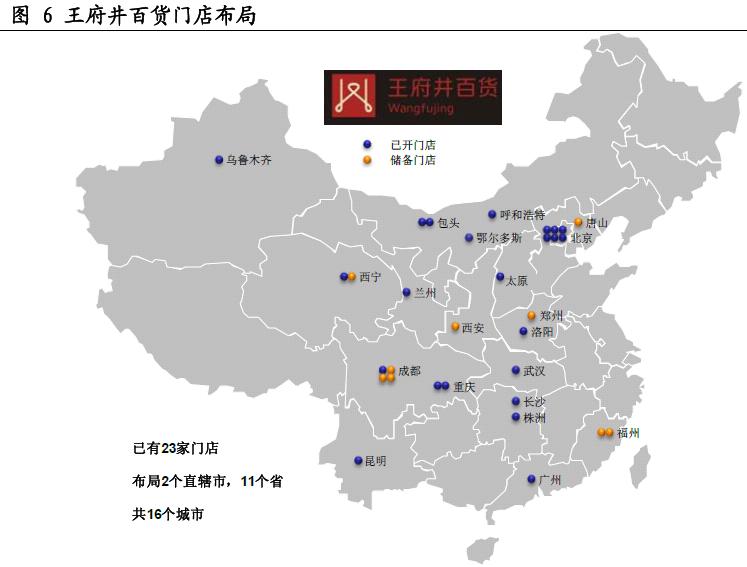 图 6 王府井百货门店布局
王府井百货
Wangfujing
已开门店
储备门店
乌鲁木齐
包头
呼和浩特
唐山
鄂尔多斯
北京
西宁
兰州
太原
西安
郑州
洛阳
成都
重庆
武汉
长沙
株洲
福州
昆明
广州
已有23家门店
布局2个直辖市，11个省
共16个城市